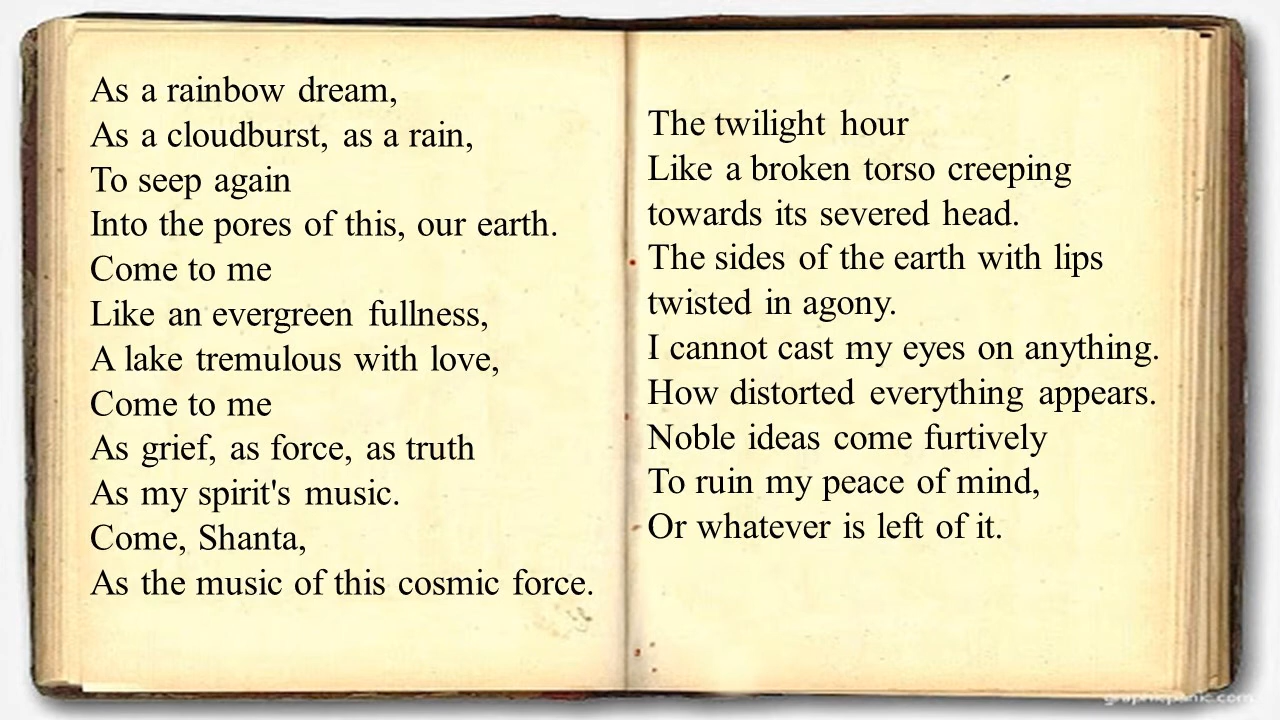 As a rainbow dream,
As a cloudburst, as a rain,
To seep again
Into the pores of this, our earth.
Come to me
Like an evergreen fullness,
A lake tremulous with love,
Come to me
As grief, as force, as truth
As my spirit's music.
Come, Shanta,
As the music of this cosmic force.
The twilight hour
Like a broken torso creeping
towards its severed head.
The sides of the earth with lips
twisted in agony.
I cannot cast my eyes on anything.
How distorted everything appears.
Noble ideas come furtively
To ruin my peace of mind,
Or whatever is left of it.